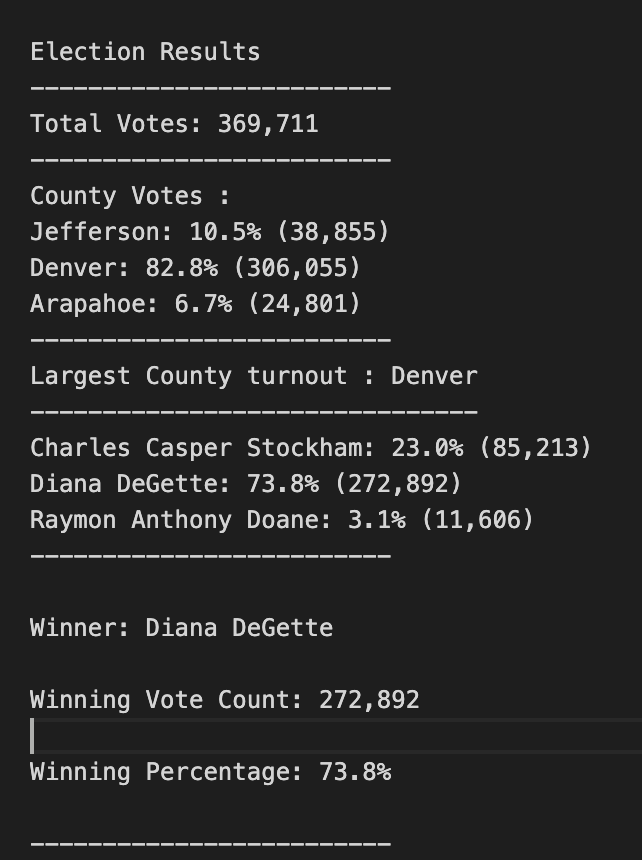 Election Results
-------------------------
Total Votes: 369,711
-------------------------
County Votes :
Jefferson: 10.5% (38,855)
Denver: 82.8% (306,055)
Arapahoe: 6.7% (24,801)
-------------------------
Largest County turnout : Denver
-------------------------------
Charles Casper Stockham: 23.0% (85,213)
Diana DeGette: 73.8% (272,892)
Raymon Anthony Doane: 3.1% (11,606)
-------------------------
Winner: Diana DeGette
Winning Vote Count: 272,892
Winning Percentage: 73.8%
-------------------------